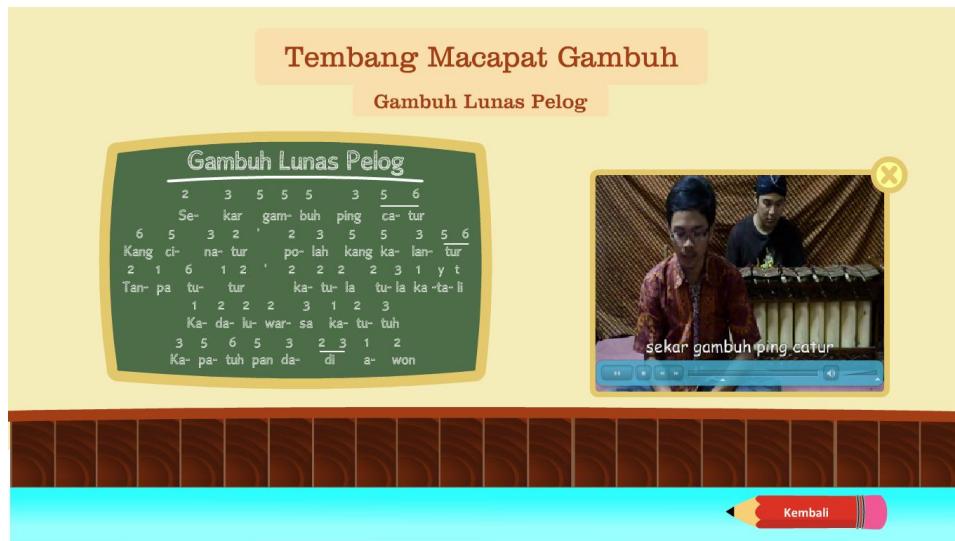 Tembang Macapat Gambuh
Gambuh Lunas Pelog
Gambuh Lunas Pelog
2 3 5 5 5 3 5 6
Se- kar gam- buh ping ca- tur
6 5 3 2 ' 2 3 5 5 3 5 6
Kang ci- na- tur po- lah kang ka- lan- tur
2 1 6 1 2 ' 2 2 2 2 3 1 y t
Tan- pa tu- tur ka- tu- la tu- la ka -ta- li
1 2 2 2 3 1 2 3
Ka- da- lu- war- sa ka- tu- tuh
3 5 6 5 3 2 3 1 2
Ka- pa- tuh pan da- di a- won
sekar gambuh ping catur
Kembali